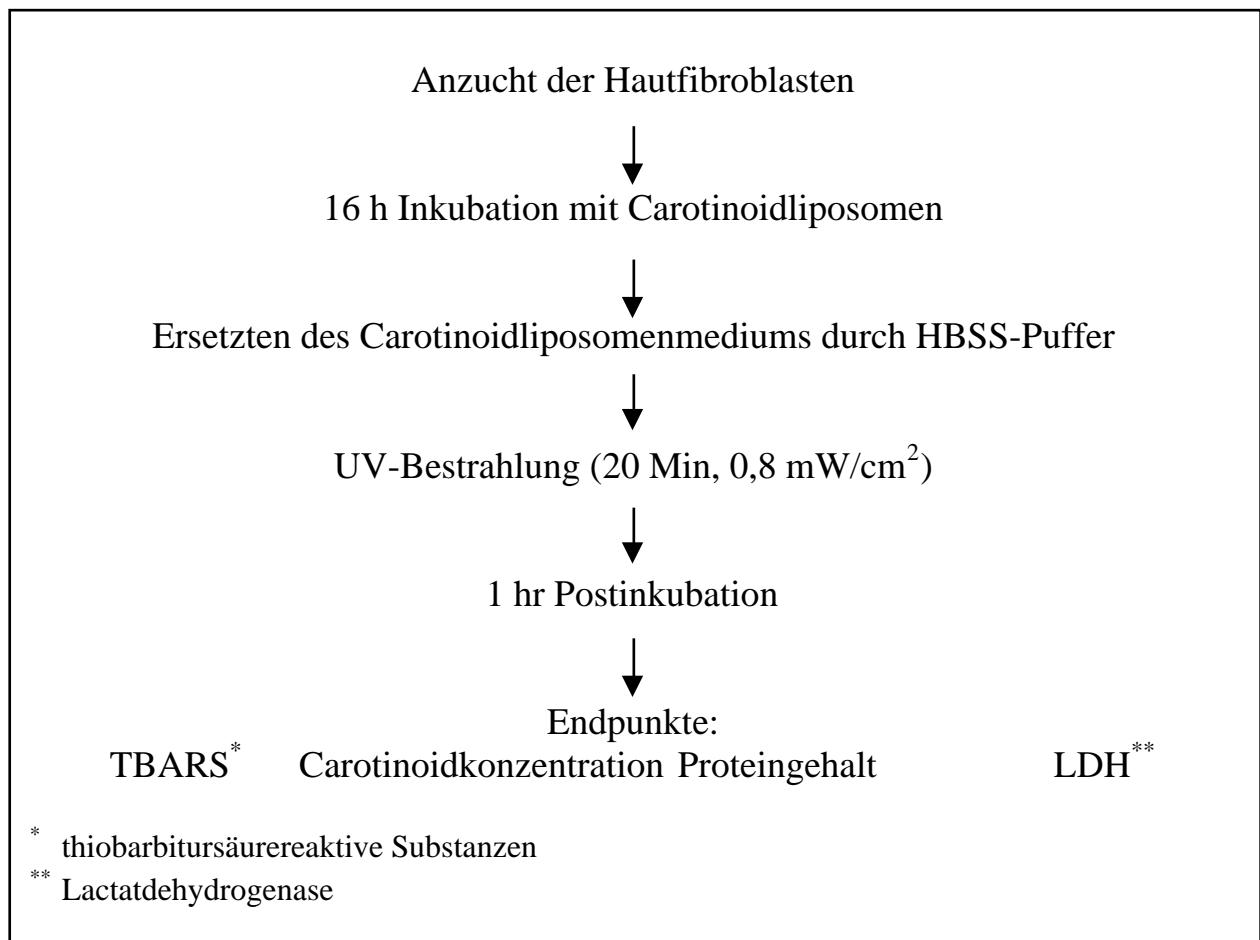 Anzucht der Hautfibroblasten
16 h Inkubation mit Carotinoidliposomen
Ersetzten des Carotinoidliposomenmediums durch HBSS-Puffer
UV-Bestrahlung (20 Min, 0,8 mW/cm²)
1 hr Postinkubation
Endpunkte:
TBARS* Carotinoidkonzentration Proteingehalt LDH**
* thiobarbitursäurereaktive Substanzen
** Lactatdehydrogenase